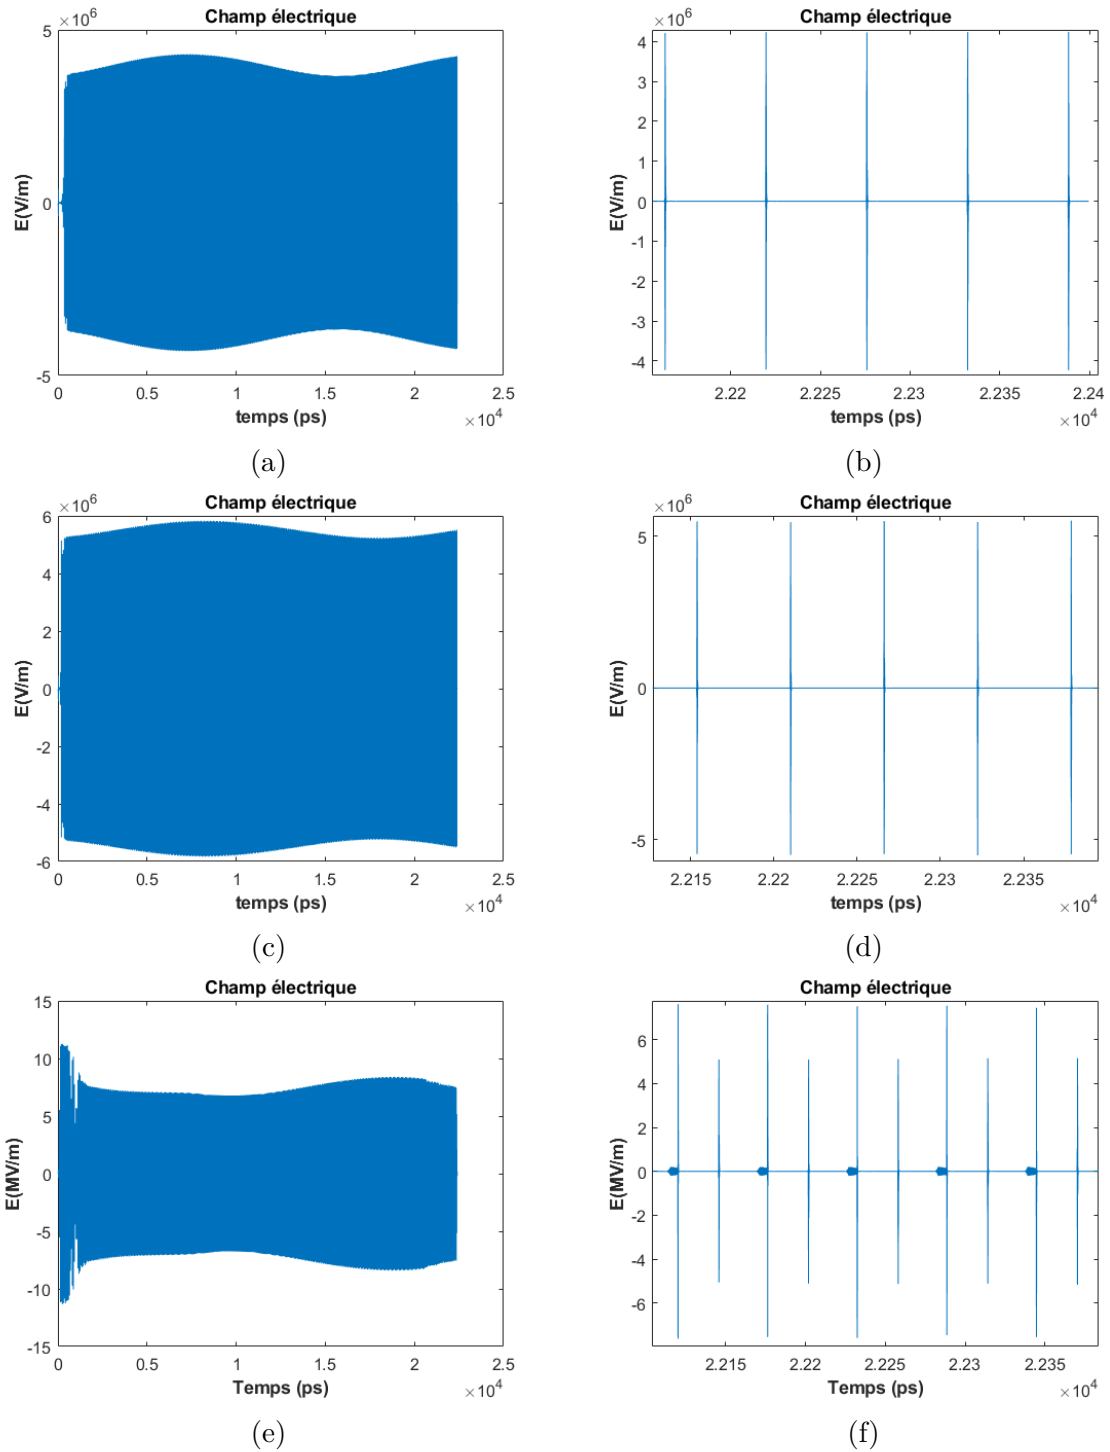 Champ électrique
×10^6
5
0
-5
E(V/m)
0 0.5 1 1.5 2 2.5
temps (ps) ×10^4
(a)
Champ électrique
×10^6
4
3
2
1
0
-1
-2
-3
-4
E(V/m)
2.22 2.225 2.23 2.235 2.24
temps (ps) ×10^4
(b)
Champ électrique
×10^6
6
4
2
0
-2
-4
-6
E(V/m)
0 0.5 1 1.5 2 2.5
temps (ps) ×10^4
(c)
Champ électrique
×10^6
5
0
-5
E(V/m)
2.215 2.22 2.225 2.23 2.235
temps (ps) ×10^4
(d)
Champ électrique
15
10
5
0
-5
-10
-15
E(MV/m)
0 0.5 1 1.5 2 2.5
Temps (ps) ×10^4
(e)
Champ électrique
6
4
2
0
-2
-4
-6
E(MV/m)
2.215 2.22 2.225 2.23 2.235
Temps (ps) ×10^4
(f)